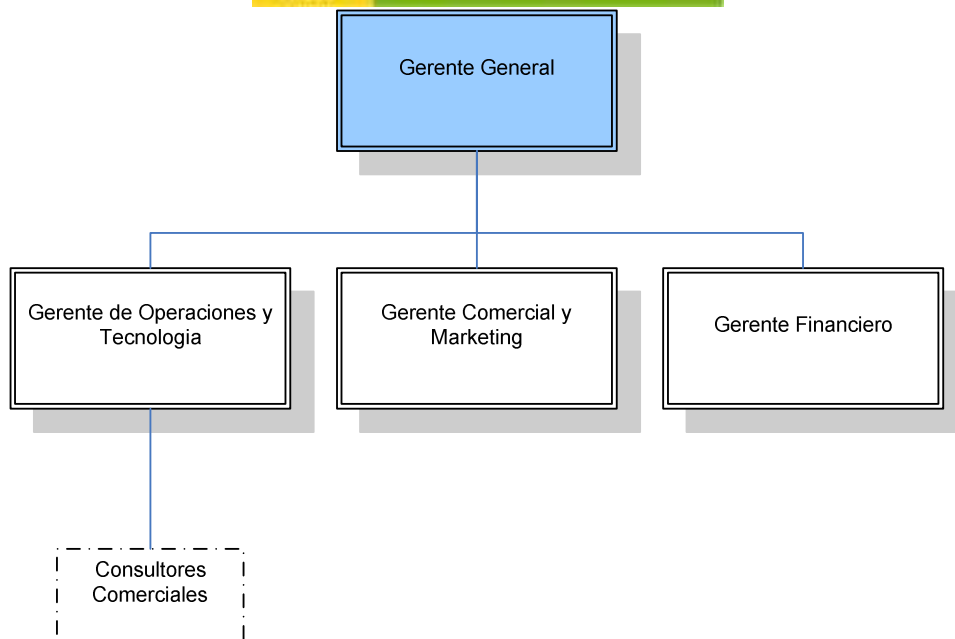 Gerente General
Gerente de Operaciones y
Tecnologia
Gerente Comercial y
Marketing
Gerente Financiero
Consultores
Comerciales